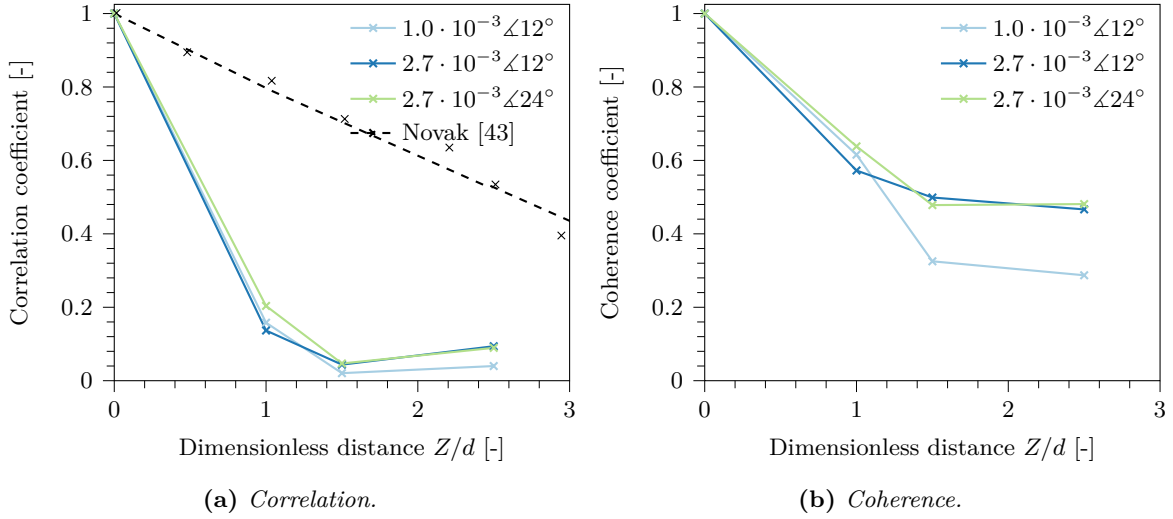 1.0 · 10⁻³∡12°
2.7 · 10⁻³∡12°
2.7 · 10⁻³∡24°
Novak [43]
Correlation coefficient [-]
1
0.8
0.6
0.4
0.2
0
0 1 2 3
Dimensionless distance Z/d [-]
(a) Correlation.
1.0 · 10⁻³∡12°
2.7 · 10⁻³∡12°
2.7 · 10⁻³∡24°
Coherence coefficient [-]
1
0.8
0.6
0.4
0.2
0
0 1 2 3
Dimensionless distance Z/d [-]
(b) Coherence.